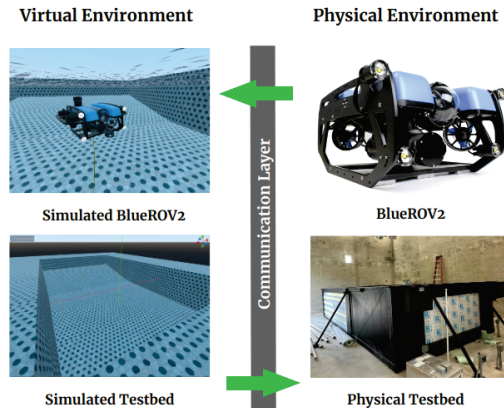 Virtual Environment
Physical Environment
Communication Layer
Simulated BlueROV2
BlueROV2
Simulated Testbed
Physical Testbed